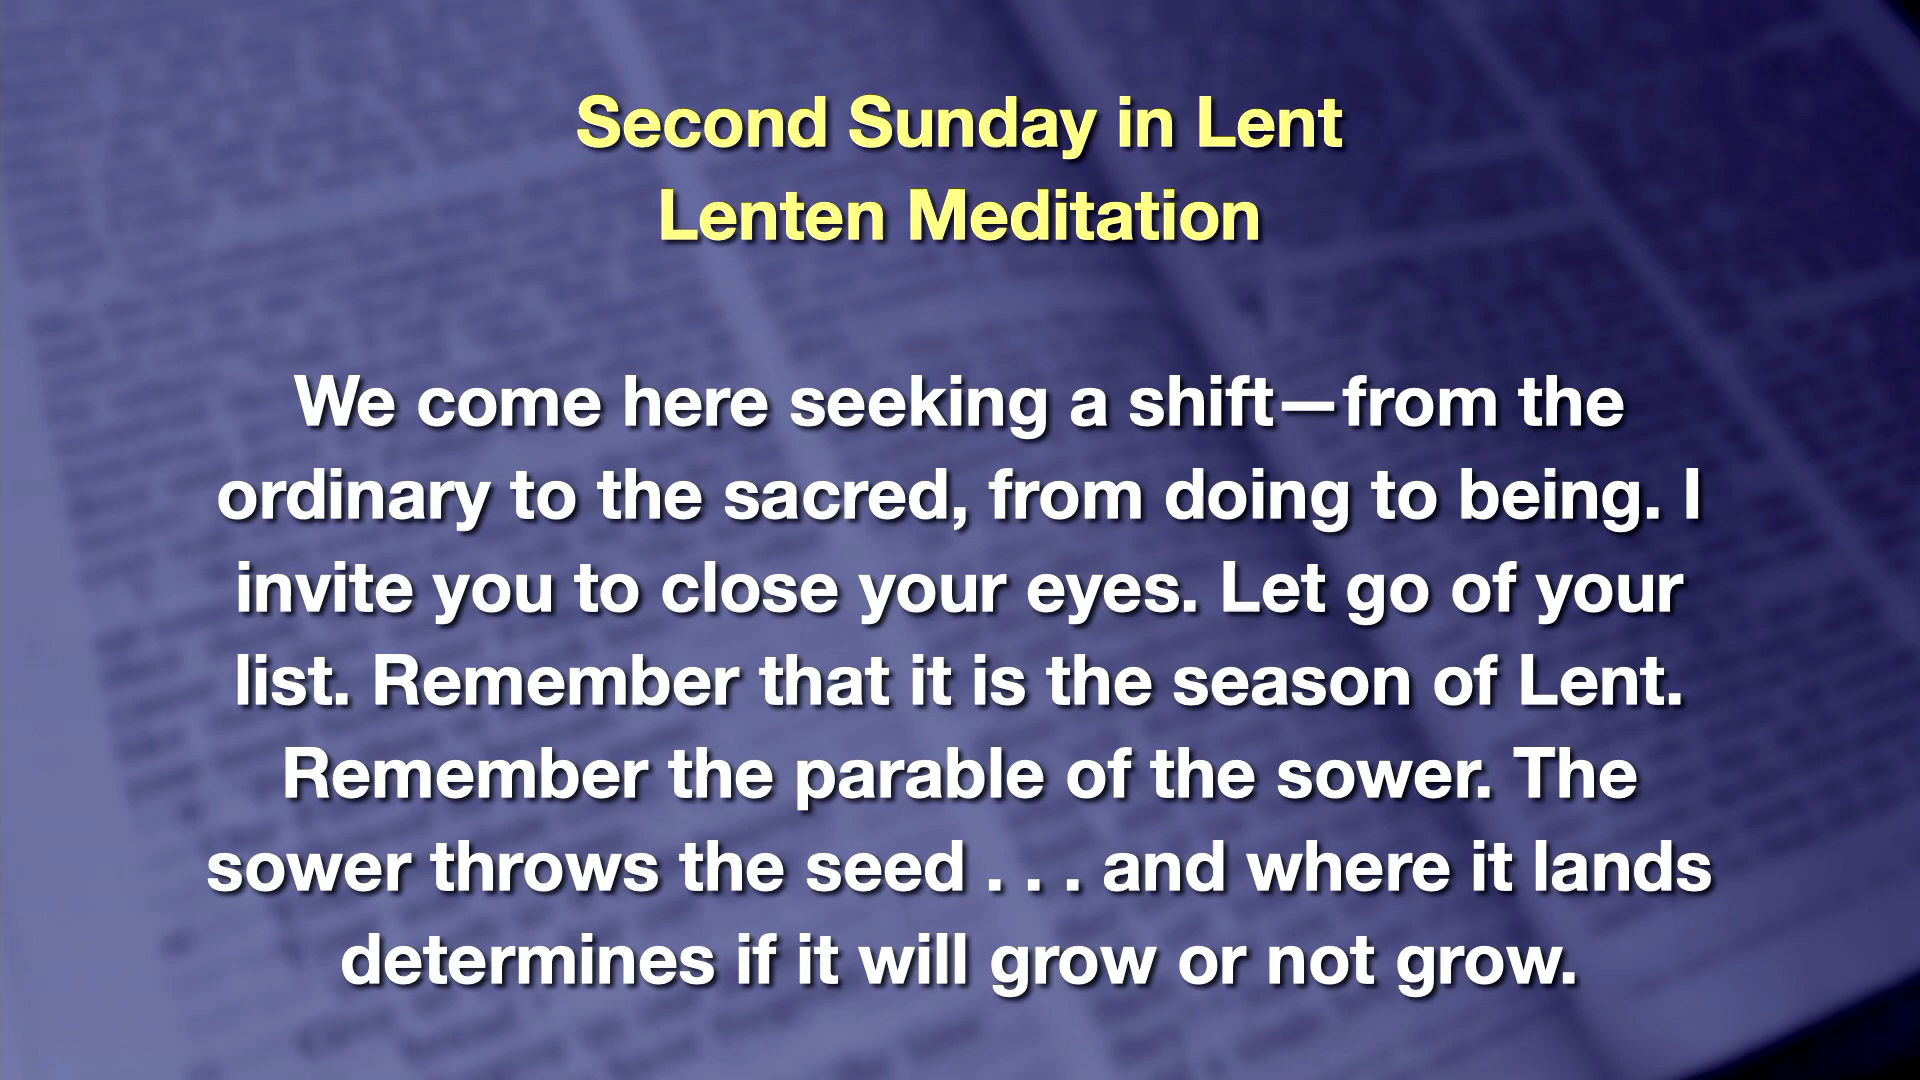 Second Sunday in Lent
Lenten Meditation
We come here seeking a shift—from the
ordinary to the sacred, from doing to being. I
invite you to close your eyes. Let go of your
list. Remember that it is the season of Lent.
Remember the parable of the sower. The
sower throws the seed . . . and where it lands
determines if it will grow or not grow.